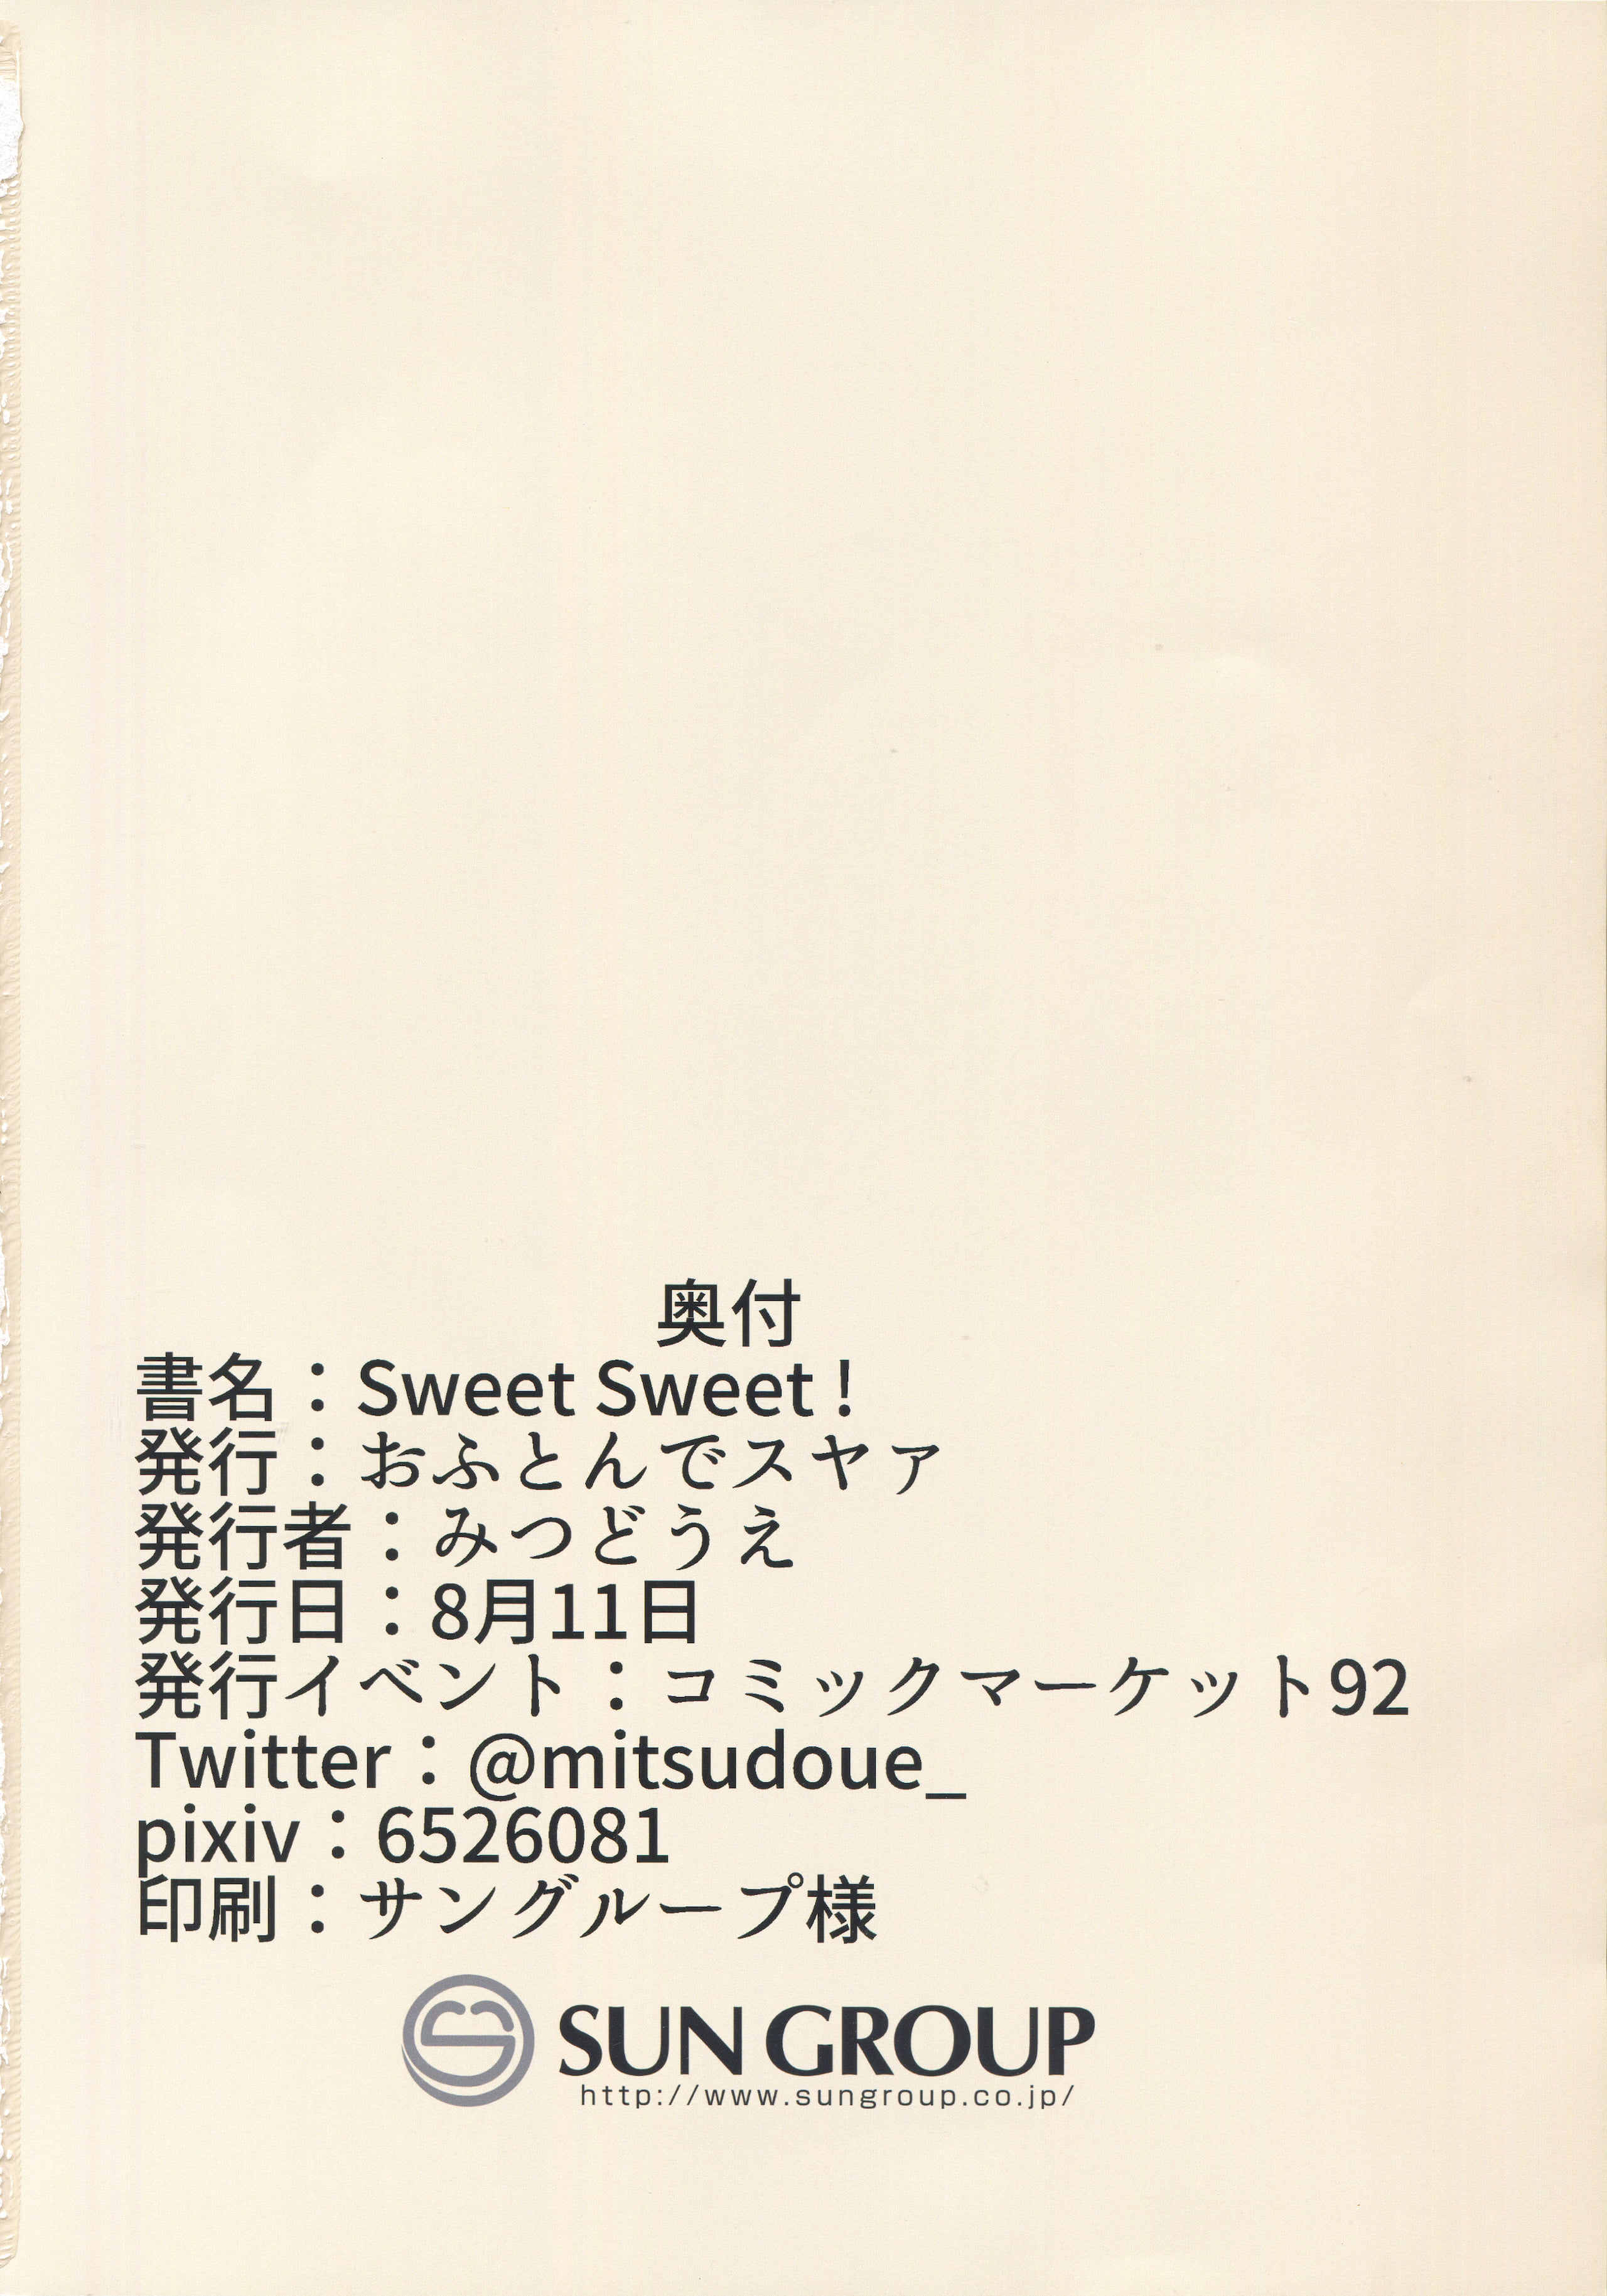 奥付
書名：Sweet Sweet！
発行：おふとんでスヤァ
発行者：みつどうえ
発行日：8月11日
発行イベント：コミックマーケット92
Twitter：@mitsudoue_
pixiv：6526081
印刷：サングループ様
SUN GROUP
http://www.sungroup.co.jp/